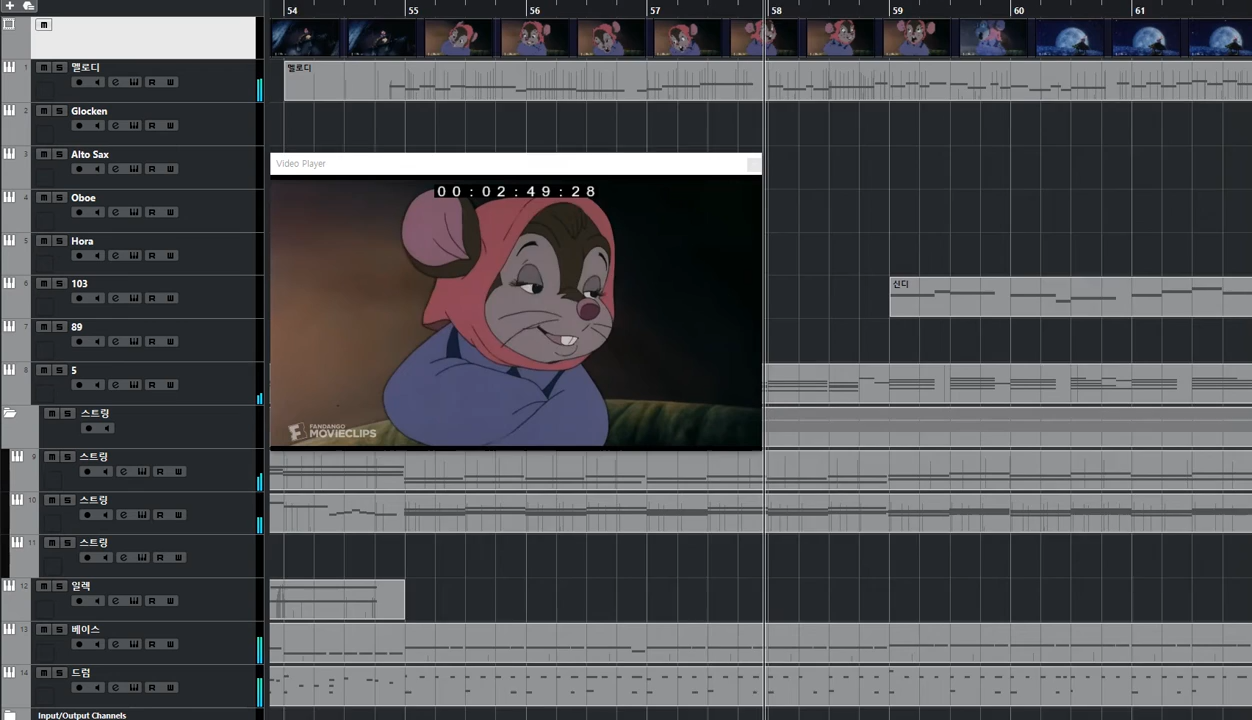 54 55 56 57 58 59 60 61
m
1 멜로디
m S
멜로디
2 Glocken
m S R W
3 Alto Sax
m S R W
4 Oboe
m S R W
5 Hora
m S R W
6 103
m S R W
신디
7 89
m S R W
8 5
m S R W
Video Player
00:02:49:28
FANDANGO
MOVIECLIPS
스트링
m S
9 스트링
m S R W
10 스트링
m S R W
11 스트링
m S R W
12 일렉
m S R W
13 베이스
m S R W
14 드럼
m S R W
Input/Output Channels